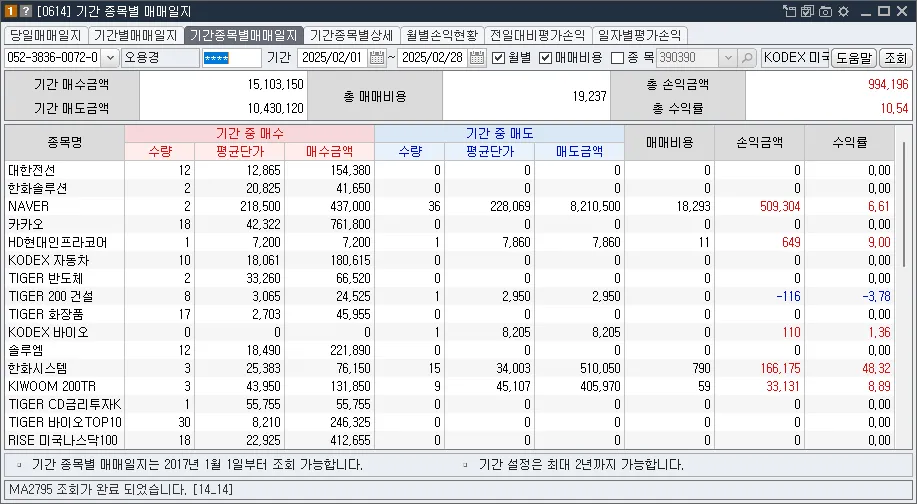 1 ? [0614] 기간 종목별 매매일지
당일매매일지 기간별매매일지 기간종목별매매일지 기간종목별상세 월별손익현황 전일대비평가손익 일자별평가손익
052-3836-0072-0 오용경 **** 기간 2025/02/01 ~ 2025/02/28 월별 매매비용 종 목 390390 KODEX 미국 도움말 조회
기간 매수금액 15,103,150 총 매매비용 19,237 총 손익금액 994,196
기간 매도금액 10,430,120 총 수익률 10.54
종목명 기간 중 매수 기간 중 매도 매매비용 손익금액 수익률
수량 평균단가 매수금액 수량 평균단가 매도금액
대한전선 12 12,865 154,380 0 0 0 0 0 0.00
한화솔루션 2 20,825 41,650 0 0 0 0 0 0.00
NAVER 2 218,500 437,000 36 228,069 8,210,500 18,293 509,304 6.61
카카오 18 42,322 761,800 0 0 0 0 0 0.00
HD현대인프라코어 1 7,200 7,200 1 7,860 7,860 11 649 9.00
KODEX 자동차 10 18,061 180,615 0 0 0 0 0 0.00
TIGER 반도체 2 33,260 66,520 0 0 0 0 0 0.00
TIGER 200 건설 8 3,065 24,525 1 2,950 2,950 0 -116 -3.78
TIGER 화장품 17 2,703 45,955 0 0 0 0 0 0.00
KODEX 바이오 0 0 0 1 8,205 8,205 0 110 1.36
솔루엠 12 18,490 221,890 0 0 0 0 0 0.00
한화시스템 3 25,383 76,150 15 34,003 510,050 790 166,175 48.32
KIWOOM 200TR 3 43,950 131,850 9 45,107 405,970 59 33,131 8.89
TIGER CD금리투자K 1 55,755 55,755 0 0 0 0 0 0.00
TIGER 바이오TOP10 30 8,210 246,325 0 0 0 0 0 0.00
RISE 미국나스닥100 18 22,925 412,655 0 0 0 0 0 0.00
▫ 기간 종목별 매매일지는 2017년 1월 1일부터 조회 가능합니다. ▫ 기간 설정은 최대 2년까지 가능합니다.
MA2795 조회가 완료 되었습니다. [14_14]